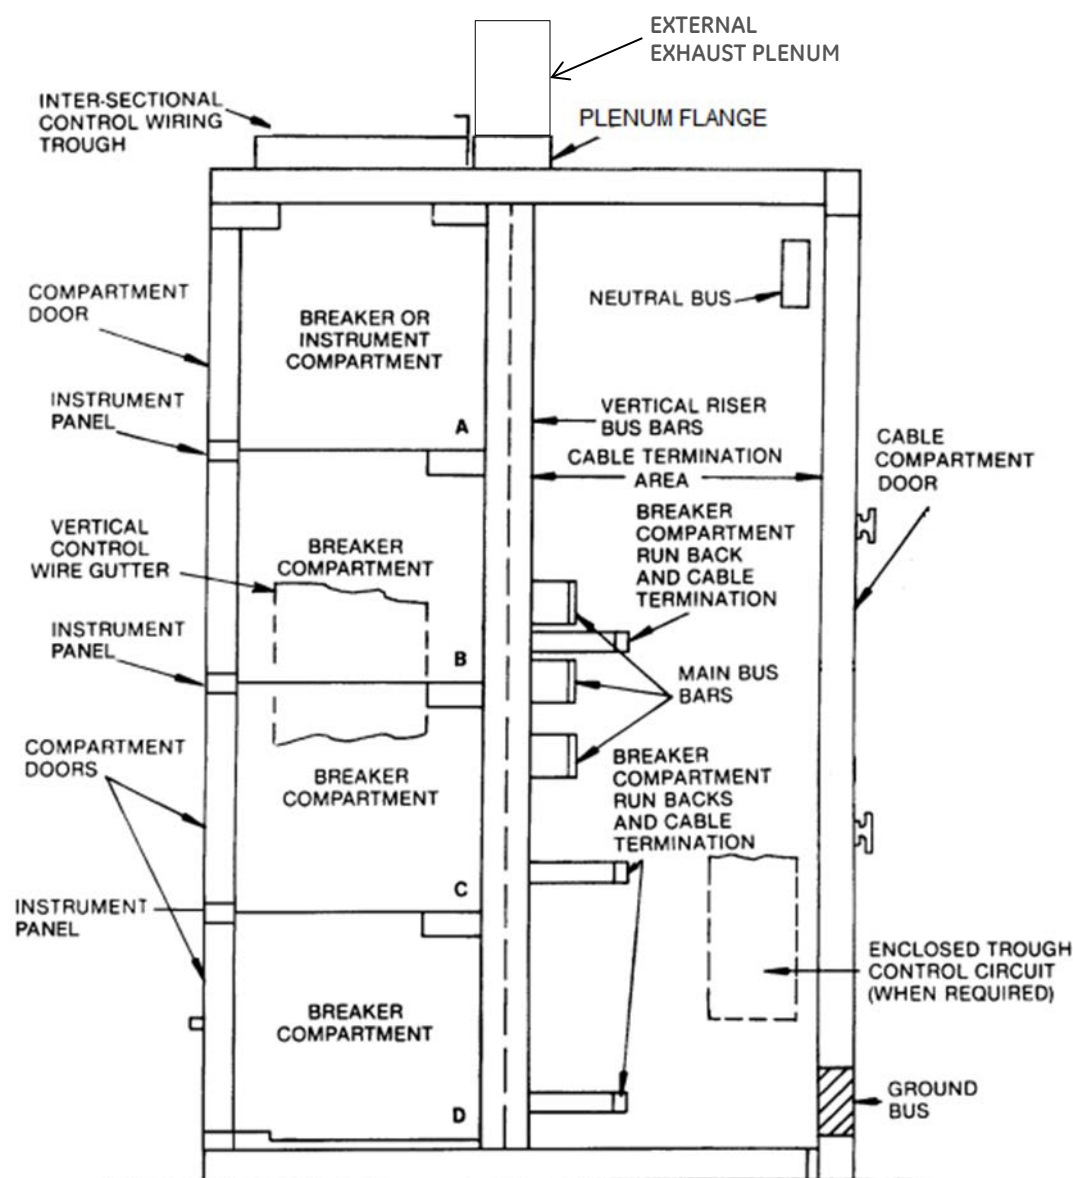 EXTERNAL
EXHAUST PLENUM
INTER-SECTIONAL
CONTROL WIRING
TROUGH
PLENUM FLANGE
COMPARTMENT
DOOR
BREAKER OR
INSTRUMENT
COMPARTMENT
NEUTRAL BUS
INSTRUMENT
PANEL
A
VERTICAL RISER
BUS BARS
CABLE TERMINATION
AREA
CABLE
COMPARTMENT
DOOR
VERTICAL
CONTROL
WIRE GUTTER
BREAKER
COMPARTMENT
BREAKER
COMPARTMENT
RUN BACK
AND CABLE
TERMINATION
INSTRUMENT
PANEL
B
MAIN BUS
BARS
COMPARTMENT
DOORS
BREAKER
COMPARTMENT
BREAKER
COMPARTMENT
RUN BACKS
AND CABLE
TERMINATION
C
INSTRUMENT
PANEL
ENCLOSED TROUGH
CONTROL CIRCUIT
(WHEN REQUIRED)
BREAKER
COMPARTMENT
D
GROUND
BUS